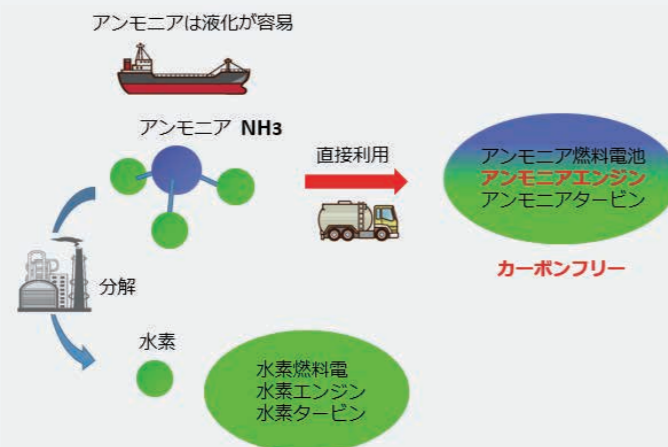 アンモニアは液化が容易
アンモニア NH3
直接利用
アンモニア燃料電池
アンモニアエンジン
アンモニアタービン
カーボンフリー
分解
水素
水素燃料電
水素エンジン
水素タービン